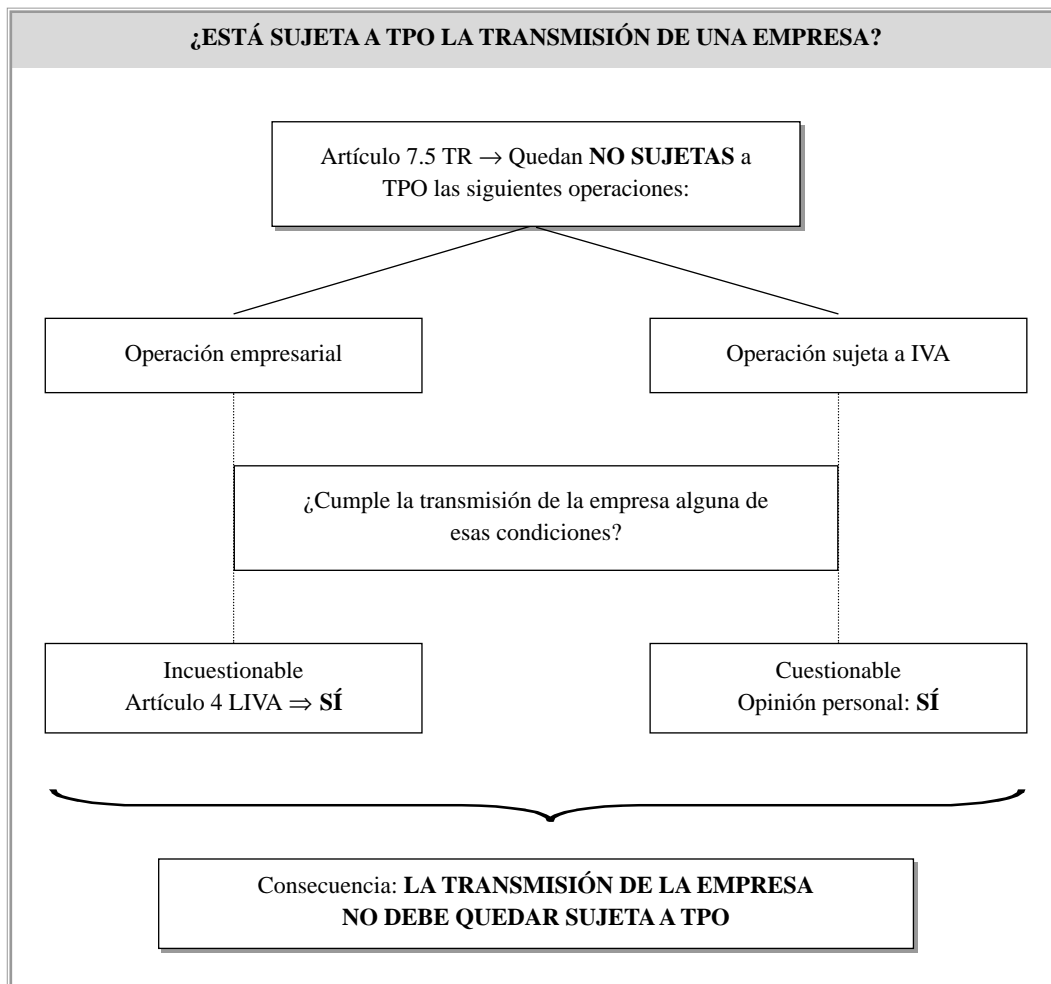 ¿ESTÁ SUJETA A TPO LA TRANSMISIÓN DE UNA EMPRESA?
Artículo 7.5 TR → Quedan NO SUJETAS a
TPO las siguientes operaciones:
Operación empresarial
Operación sujeta a IVA
¿Cumple la transmisión de la empresa alguna de
esas condiciones?
Incuestionable
Artículo 4 LIVA ⇒ SÍ
Cuestionable
Opinión personal: SÍ
Consecuencia: LA TRANSMISIÓN DE LA EMPRESA
NO DEBE QUEDAR SUJETA A TPO